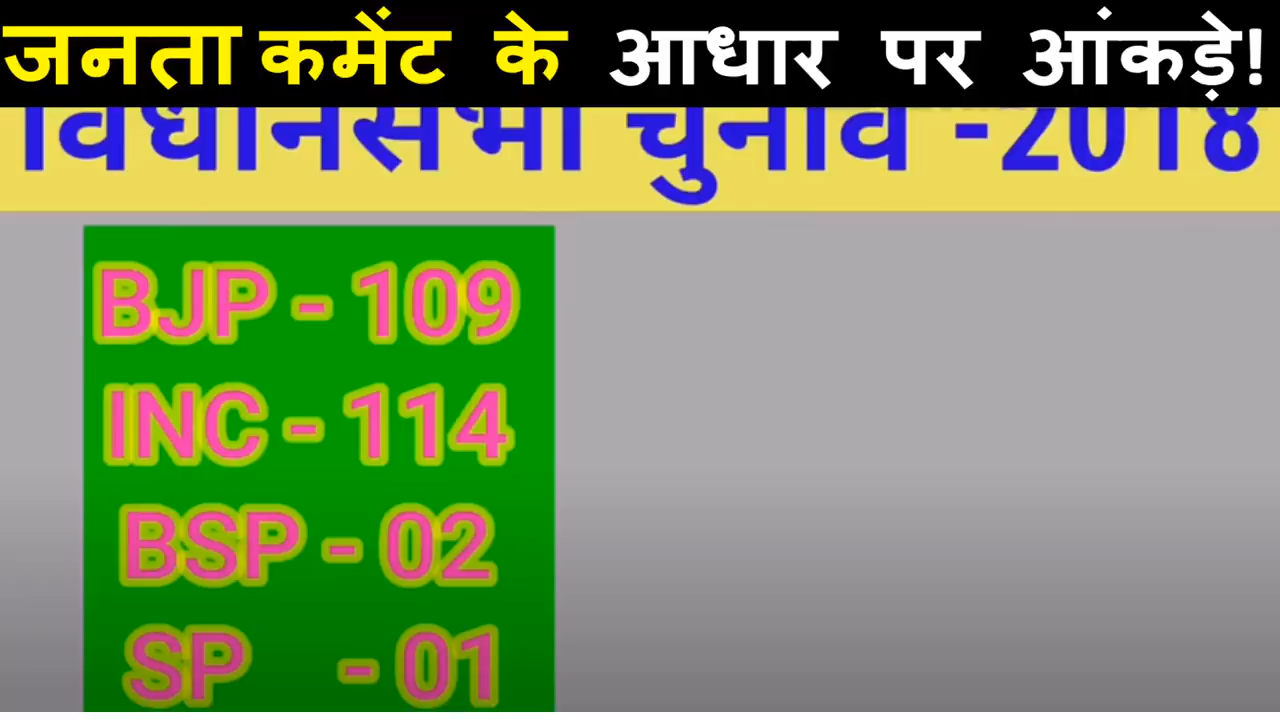 जनता कमेंट के आधार पर आंकड़े!
विधानसभा चुनाव -2018
BJP - 109
INC - 114
BSP - 02
SP - 01